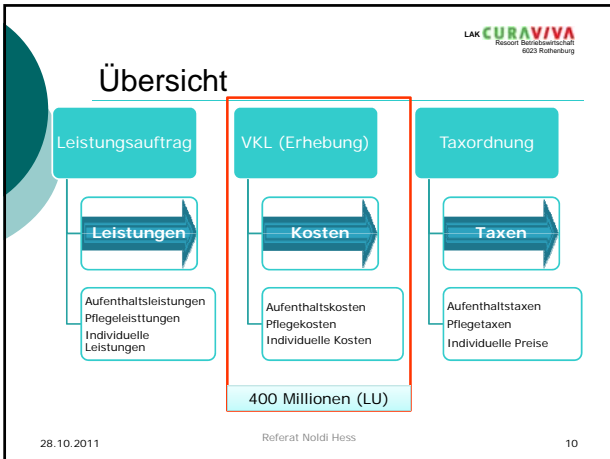 LAK CURAVIVA
Resoort Betriebswirtschaft
6023 Rothenburg
Übersicht
Leistungsauftrag
VKL (Erhebung)
Taxordnung
Leistungen
Kosten
Taxen
Aufenthaltsleistungen
Pflegeleisttungen
Individuelle
Leistungen
Aufenthaltskosten
Pflegekosten
Individuelle Kosten
Aufenthaltstaxen
Pflegetaxen
Individuelle Preise
400 Millionen (LU)
28.10.2011
Referat Noldi Hess
10